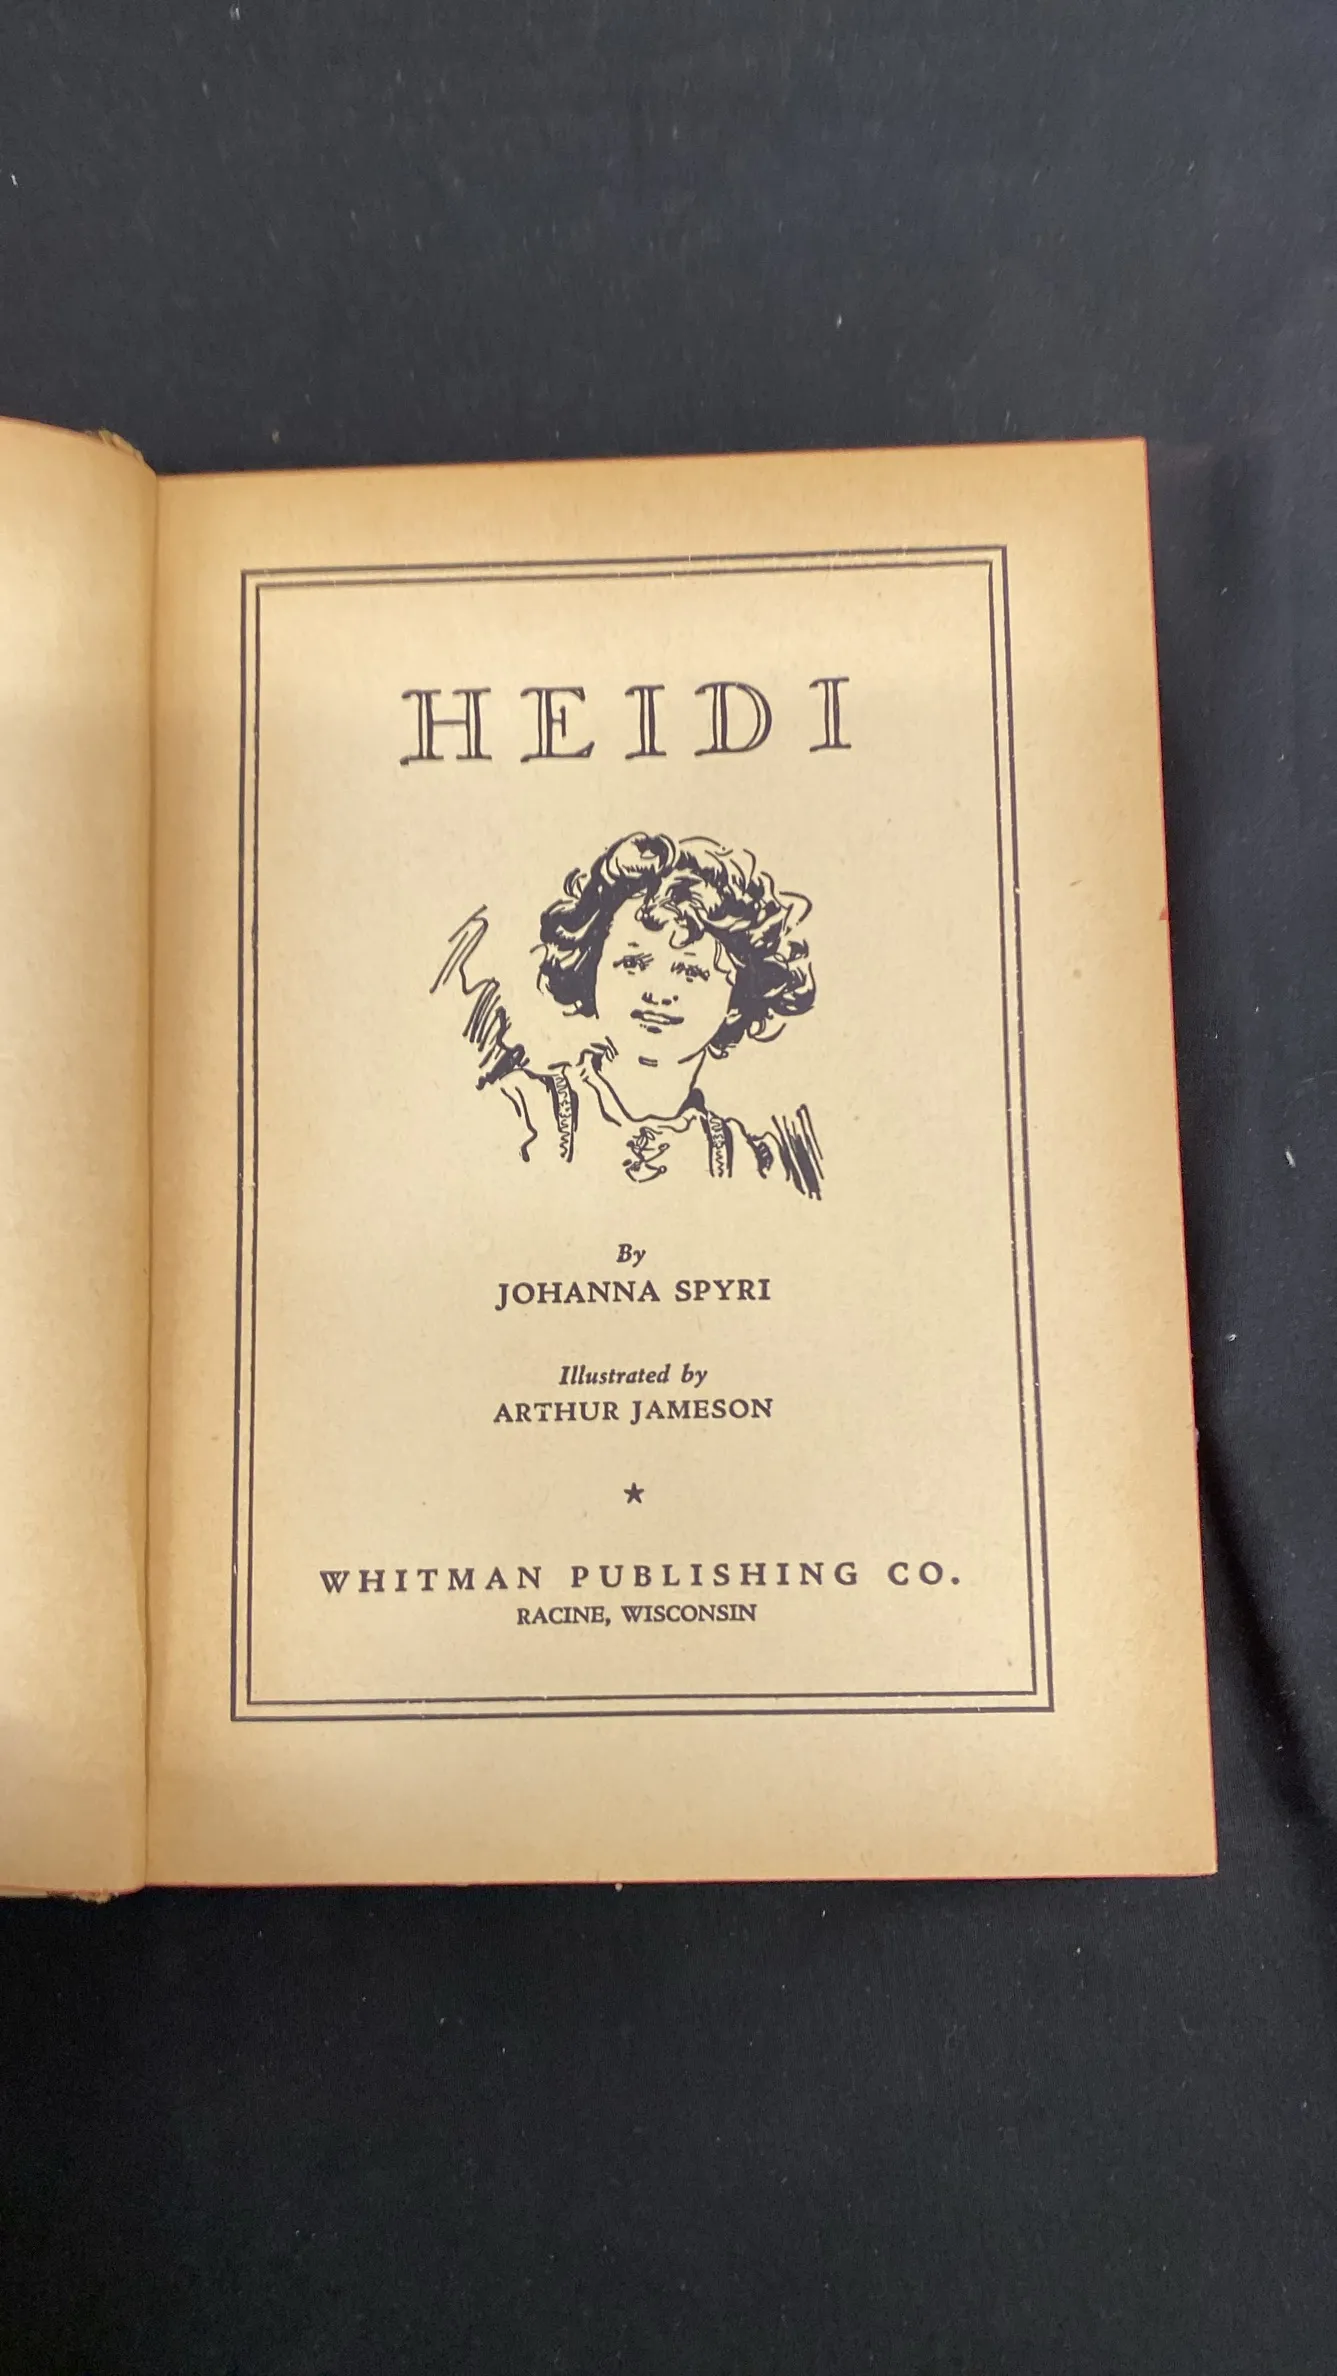 HEIDI
By
JOHANNA SPYRI
Illustrated by
ARTHUR JAMESON
WHITMAN PUBLISHING CO.
RACINE, WISCONSIN